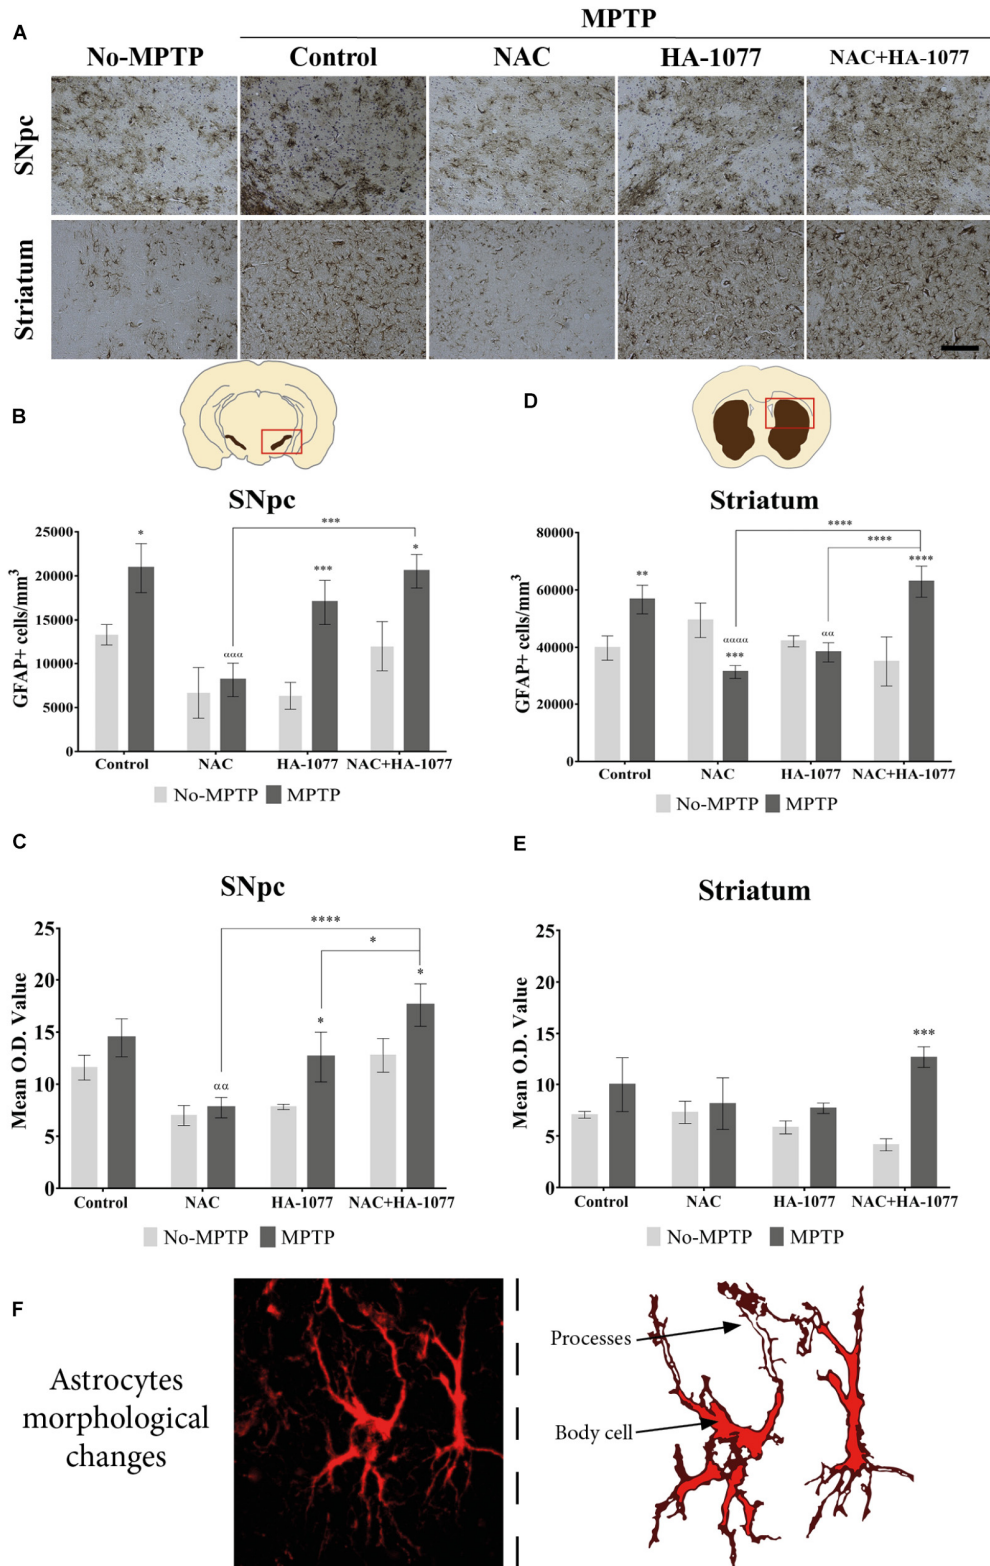 A
MPTP
No-MPTP Control NAC HA-1077 NAC+HA-1077
SNpc
Striatum
B
SNpc
GFAP+ cells/mm3
25000
20000
15000
10000
5000
0
*
ααα
***
*
***
Control NAC HA-1077 NAC+HA-1077
No-MPTP MPTP
D
Striatum
GFAP+ cells/mm3
80000
60000
40000
20000
0
**
αααα
***
αα
****
****
****
Control NAC HA-1077 NAC+HA-1077
No-MPTP MPTP
C
SNpc
Mean O.D. Value
25
20
15
10
5
0
αα
*
*
*
****
Control NAC HA-1077 NAC+HA-1077
No-MPTP MPTP
E
Striatum
Mean O.D. Value
25
20
15
10
5
0
***
Control NAC HA-1077 NAC+HA-1077
No-MPTP MPTP
F
Astrocytes
morphological
changes
Processes
Body cell